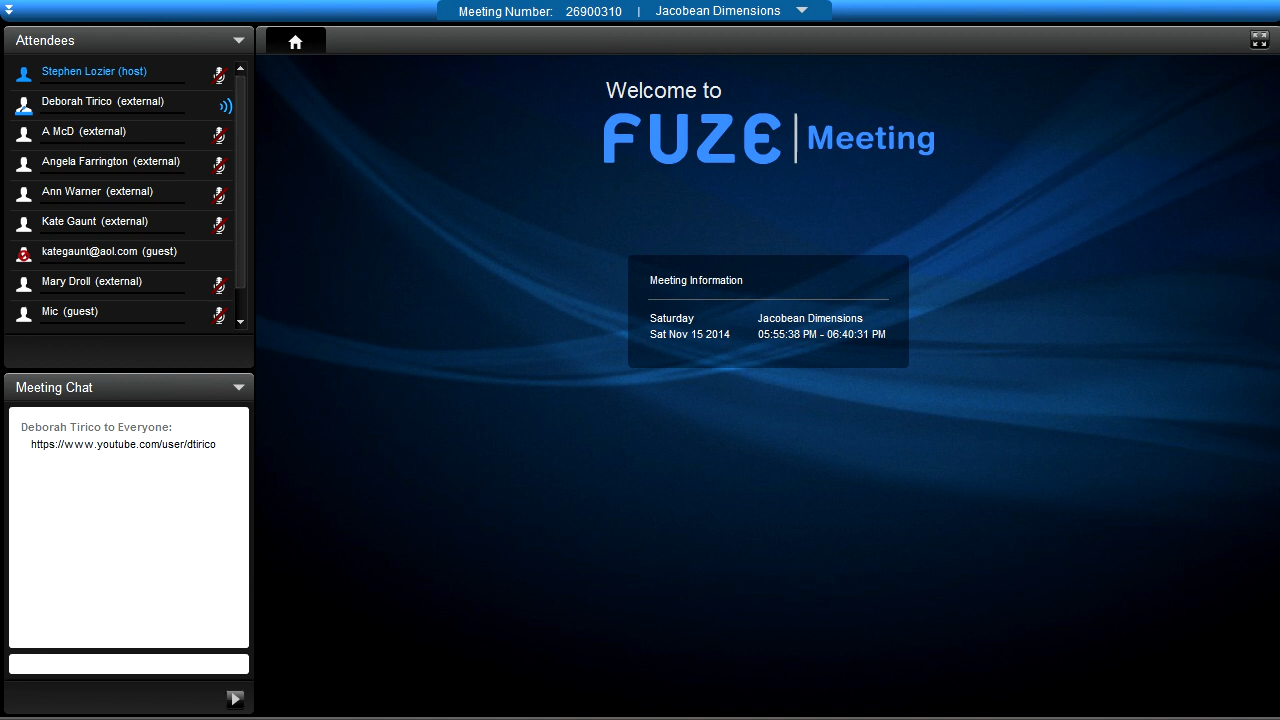 Meeting Number: 26900310 | Jacobean Dimensions
Attendees
Stephen Lozier (host)
Deborah Tirico (external)
A McD (external)
Angela Farrington (external)
Ann Warner (external)
Kate Gaunt (external)
kategaunt@aol.com (guest)
Mary Droll (external)
Mic (guest)
Meeting Chat
Deborah Tirico to Everyone:
https://www.youtube.com/user/dtirico
Welcome to
FUZE | Meeting
Meeting Information
Saturday Jacobean Dimensions
Sat Nov 15 2014 05:55:38 PM - 06:40:31 PM